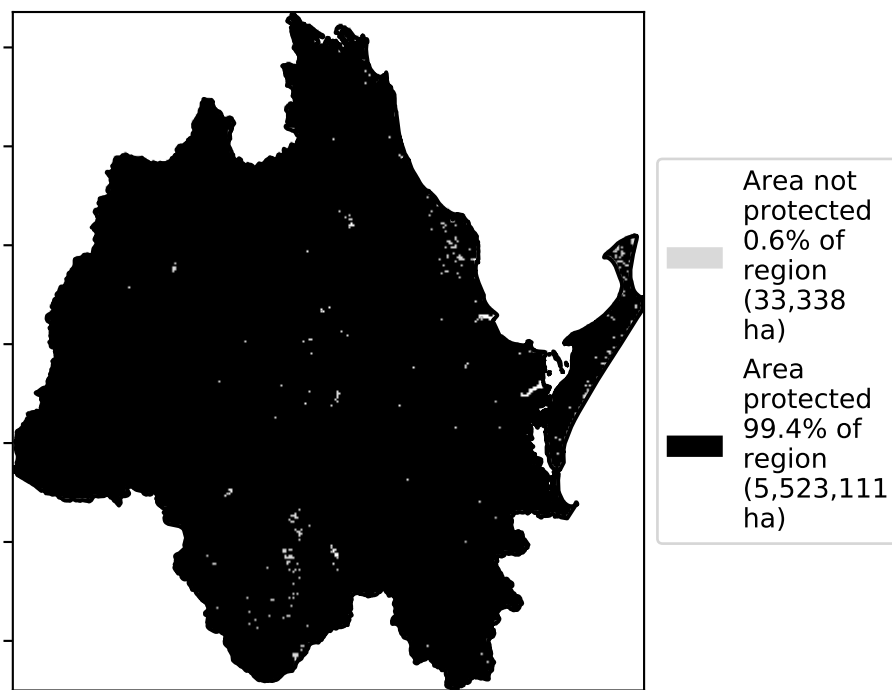 Area not
protected
0.6% of
region
(33,338
ha)
Area
protected
99.4% of
region
(5,523,111
ha)